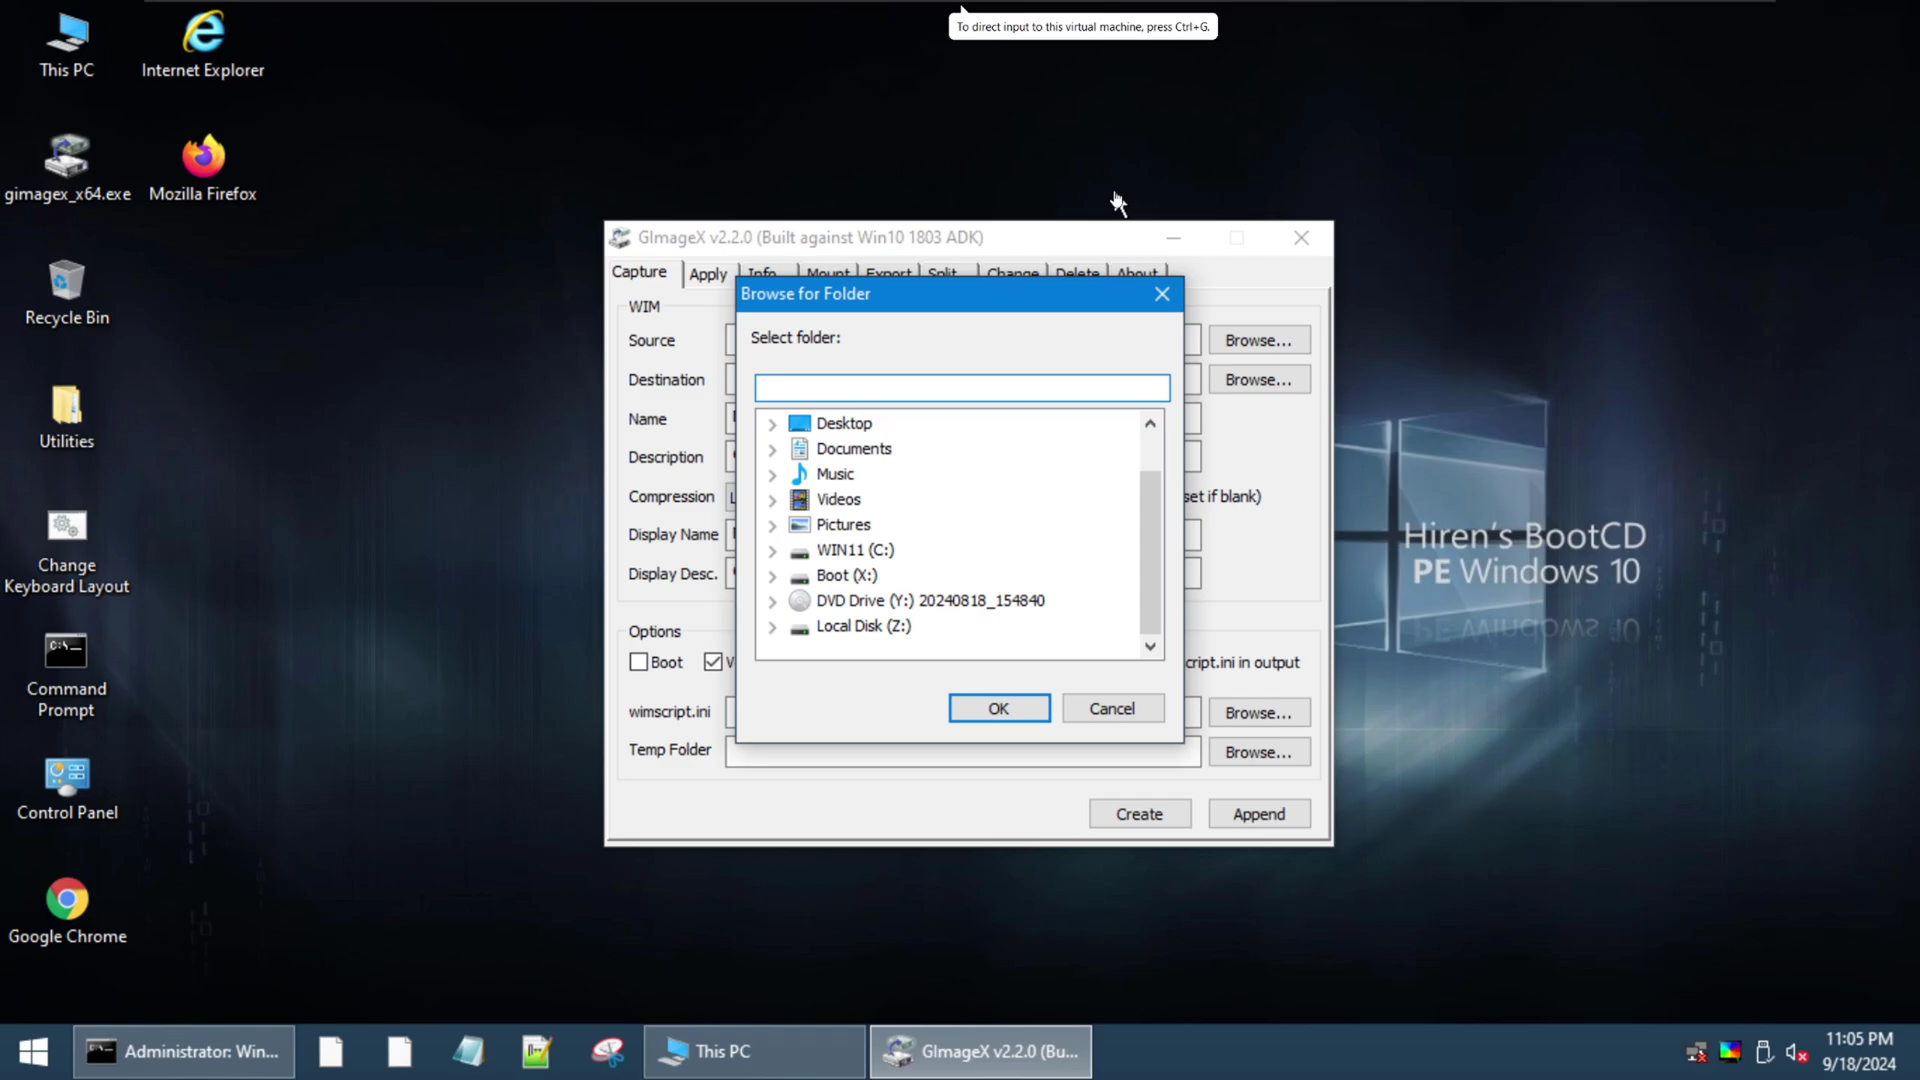 To direct input to this virtual machine, press Ctrl+G.
This PC
Internet Explorer
gimagex_x64.exe
Mozilla Firefox
Recycle Bin
Utilities
Change
Keyboard Layout
Command
Prompt
Control Panel
Google Chrome
GImageX v2.2.0 (Built against Win10 1803 ADK)
Capture Apply Info Mount Export Split Change Delete About
WIM
Source Browse...
Destination Browse...
Name
Description
Compression set if blank)
Display Name
Display Desc.
Options
Boot cript.ini in output
wimscript.ini Browse...
Temp Folder Browse...
Create Append
Browse for Folder
Select folder:
Desktop
Documents
Music
Videos
Pictures
WIN11 (C:)
Boot (X:)
DVD Drive (Y:) 20240818_154840
Local Disk (Z:)
OK Cancel
Hiren's BootCD
PE Windows 10
Administrator: Win... This PC GImageX v2.2.0 (Bu...
11:05 PM
9/18/2024